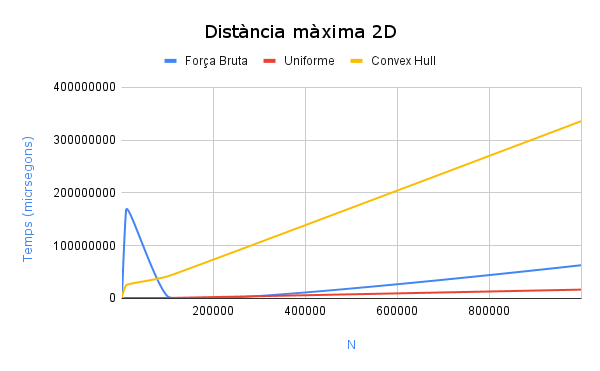 Distància màxima 2D
Força Bruta Uniforme Convex Hull
Temps (micrsegons)
400000000
300000000
200000000
100000000
0
200000 400000 600000 800000
N